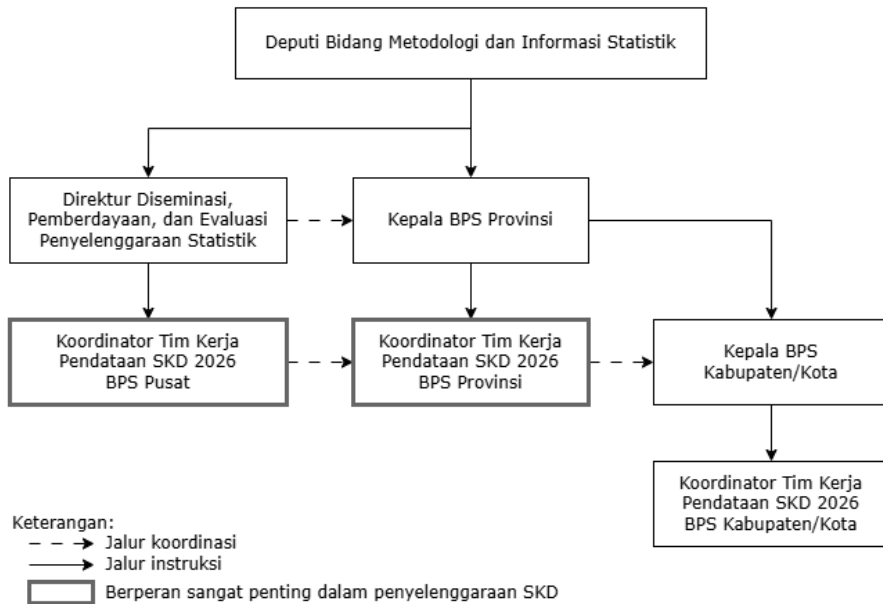 Deputi Bidang Metodologi dan Informasi Statistik
Direktur Diseminasi,
Pemberdayaan, dan Evaluasi
Penyelenggaraan Statistik
Kepala BPS Provinsi
Koordinator Tim Kerja
Pendataan SKD 2026
BPS Pusat
Koordinator Tim Kerja
Pendataan SKD 2026
BPS Provinsi
Kepala BPS
Kabupaten/Kota
Koordinator Tim Kerja
Pendataan SKD 2026
BPS Kabupaten/Kota
Keterangan:
Jalur koordinasi
Jalur instruksi
Berperan sangat penting dalam penyelenggaraan SKD